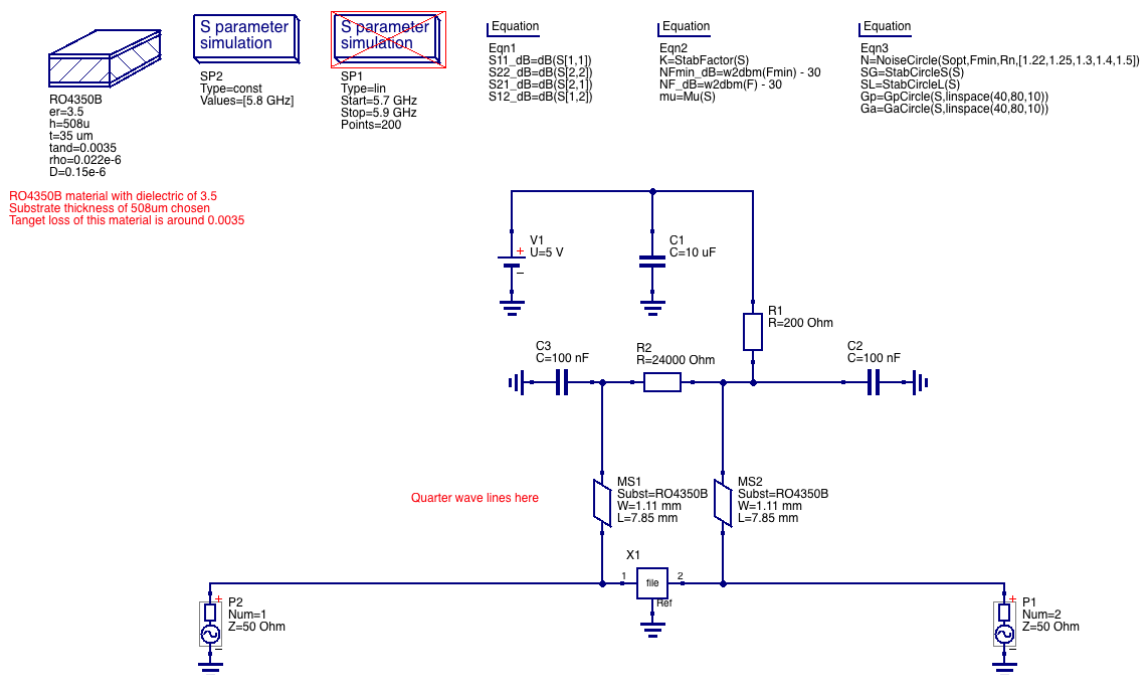 S parameter
simulation
SP2
Type=const
Values=[5.8 GHz]
S parameter
simulation
SP1
Type=lin
Start=5.7 GHz
Stop=5.9 GHz
Points=200
Equation
Eqn1
S11_dB=dB(S[1,1])
S22_dB=dB(S[2,2])
S21_dB=dB(S[2,1])
S12_dB=dB(S[1,2])
Equation
Eqn2
K=StabFactor(S)
NFmin_dB=w2dbm(Fmin) - 30
NF_dB=w2dbm(F) - 30
mu=Mu(S)
Equation
Eqn3
N=NoiseCircle(Sopt,Fmin,Rn,[1.22,1.25,1.3,1.4,1.5])
SG=StabCircleS(S)
SL=StabCircleL(S)
Gp=GpCircle(S,linspace(40,80,10))
Ga=GaCircle(S,linspace(40,80,10))
RO4350B
er=3.5
h=508u
t=35 um
tand=0.0035
rho=0.022e-6
D=0.15e-6
RO4350B material with dielectric of 3.5
Substrate thickness of 508um chosen
Tanget loss of this material is around 0.0035
V1
U=5 V
+
–
C1
C=10 uF
R1
R=200 Ohm
C3
C=100 nF
R2
R=24000 Ohm
C2
C=100 nF
Quarter wave lines here
MS1
Subst=RO4350B
W=1.11 mm
L=7.85 mm
MS2
Subst=RO4350B
W=1.11 mm
L=7.85 mm
X1
1
file
2
Ref
P2
Num=1
Z=50 Ohm
+
–
P1
Num=2
Z=50 Ohm
+
–